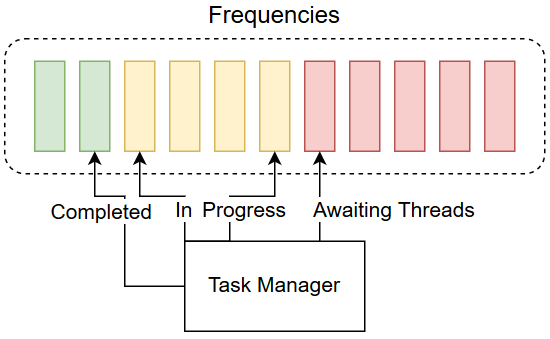 Frequencies
Completed
In Progress
Awaiting Threads
Task Manager